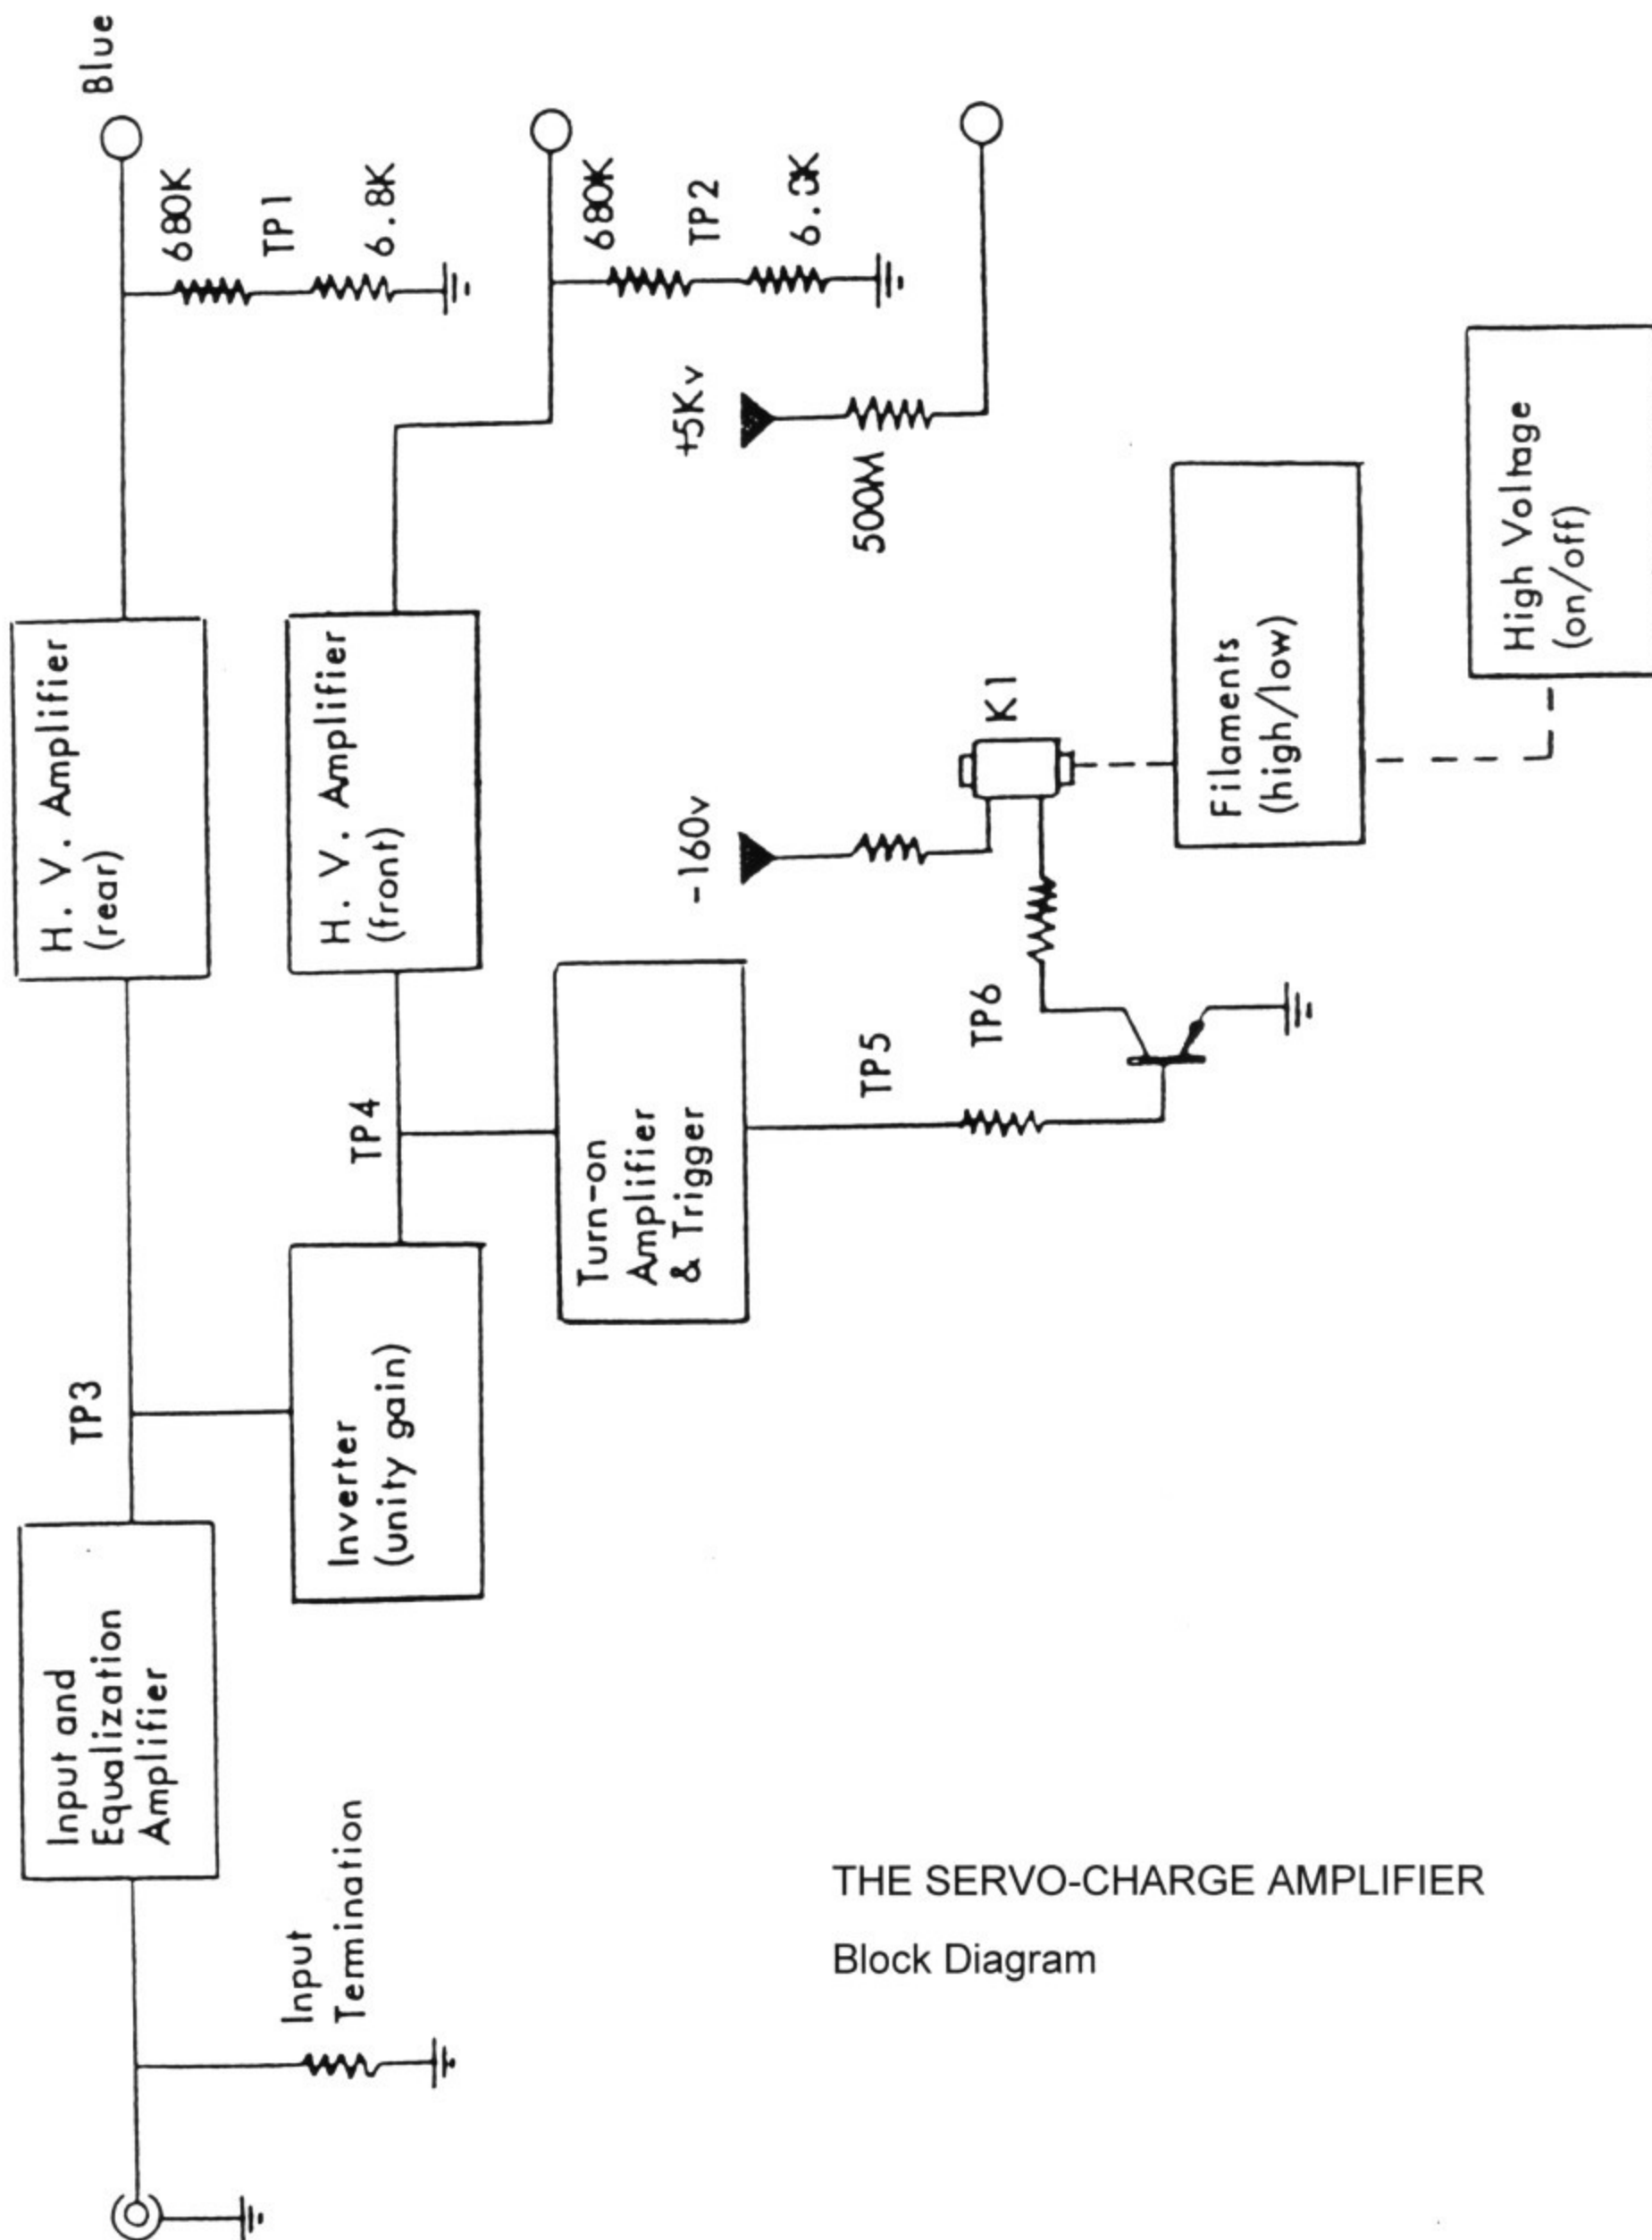 Input and
Equalization
Amplifier
Input
Termination
TP3
Inverter
(unity gain)
TP4
Turn-on
Amplifier
& Trigger
H. V. Amplifier
(rear)
H. V. Amplifier
(front)
TP5
TP6
-160v
K1
Filaments
(high/low)
High Voltage
(on/off)
+5Kv
500M
Blue
680K
TP1
6.8K
680K
TP2
THE SERVO-CHARGE AMPLIFIER
Block Diagram